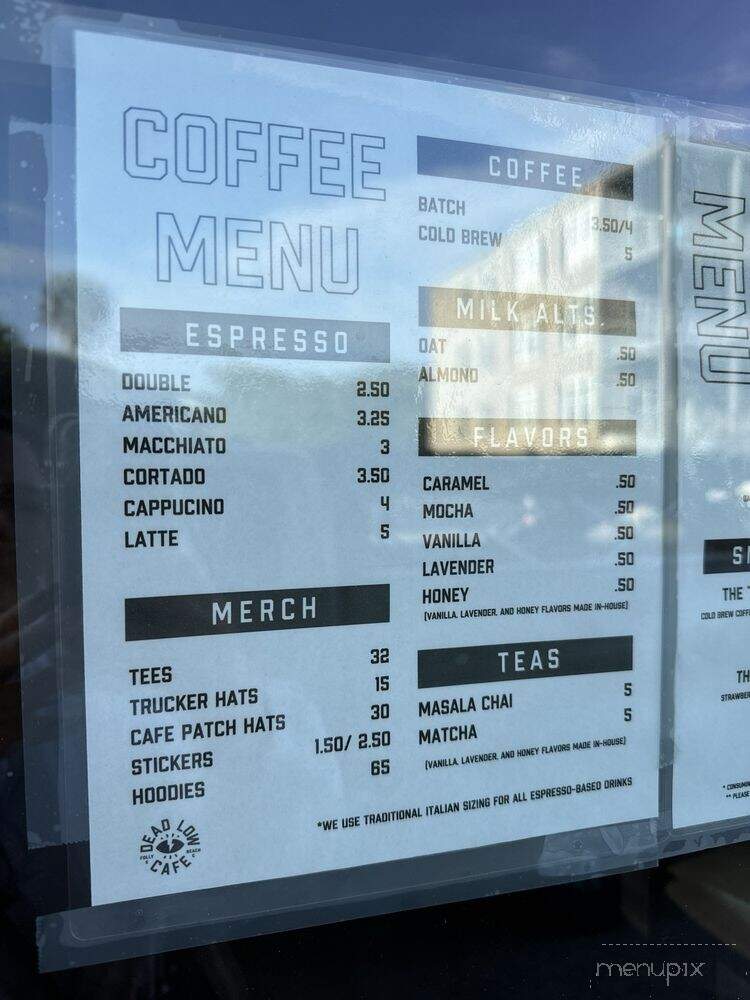 COFFEE
MENU
ESPRESSO
DOUBLE 2.50
AMERICANO 3.25
MACCHIATO 3
CORTADO 3.50
CAPPUCINO 4
LATTE 5
MERCH
TEES 32
TRUCKER HATS 15
CAFE PATCH HATS 30
STICKERS 1.50/ 2.50
HOODIES 65
DEAD LOW
FOLLY BEACH
CAFE
COFFEE
BATCH 3.50/4
COLD BREW 5
MILK ALTS.
OAT .50
ALMOND .50
FLAVORS
CARAMEL .50
MOCHA .50
VANILLA .50
LAVENDER .50
HONEY .50
(VANILLA, LAVENDER, AND HONEY FLAVORS MADE IN-HOUSE)
TEAS
MASALA CHAI 5
MATCHA 5
(VANILLA, LAVENDER, AND HONEY FLAVORS MADE IN-HOUSE)
*WE USE TRADITIONAL ITALIAN SIZING FOR ALL ESPRESSO-BASED DRINKS
MENU
THE
COLD BREW
menupix